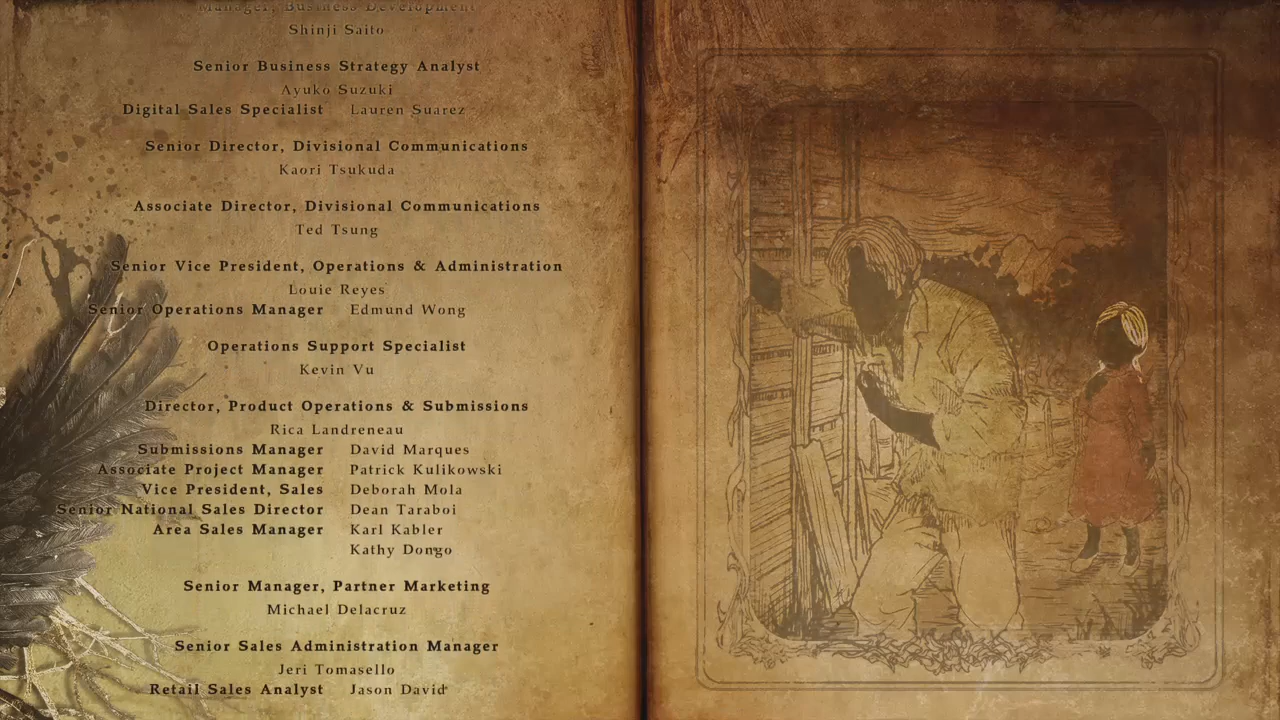 Manager, Business Development
Shinji Saito
Senior Business Strategy Analyst
Ayuko Suzuki
Digital Sales Specialist Lauren Suarez
Senior Director, Divisional Communications
Kaori Tsukuda
Associate Director, Divisional Communications
Ted Tsung
Senior Vice President, Operations & Administration
Louie Reyes
Senior Operations Manager Edmund Wong
Operations Support Specialist
Kevin Vu
Director, Product Operations & Submissions
Rica Landreneau
Submissions Manager David Marques
Associate Project Manager Patrick Kulikowski
Vice President, Sales Deborah Mola
Senior National Sales Director Dean Taraboi
Area Sales Manager Karl Kabler
Kathy Dongo
Senior Manager, Partner Marketing
Michael Delacruz
Senior Sales Administration Manager
Jeri Tomasello
Retail Sales Analyst Jason David